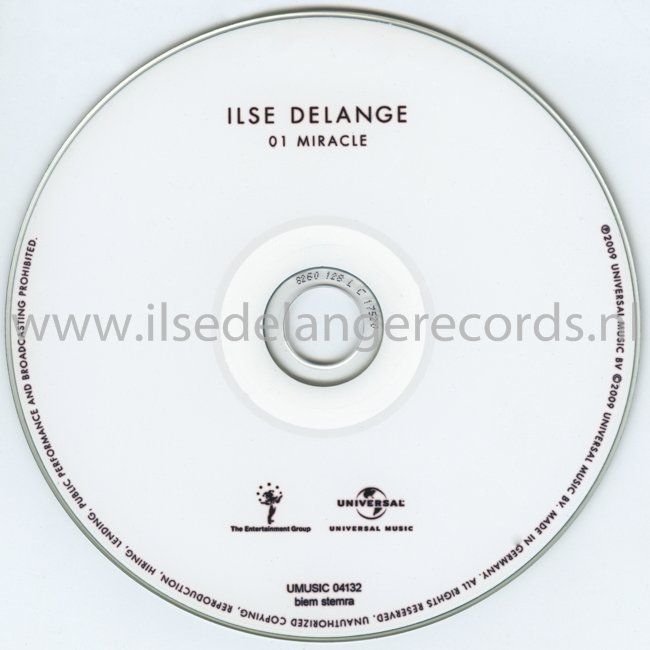 ILSE DELANGE
01 MIRACLE
8260 126 L C
www.ilsedelangerecords.nl
The Entertainment Group
UNIVERSAL
UNIVERSAL MUSIC
UMUSIC 04132
biem stemra
℗2009 UNIVERSAL MUSIC BV ©2009 UNIVERSAL MUSIC BV. MADE IN GERMANY. ALL RIGHTS RESERVED. UNAUTHORIZED COPYING, REPRODUCTION, HIRING, LENDING, PUBLIC PERFORMANCE AND BROADCASTING PROHIBITED.